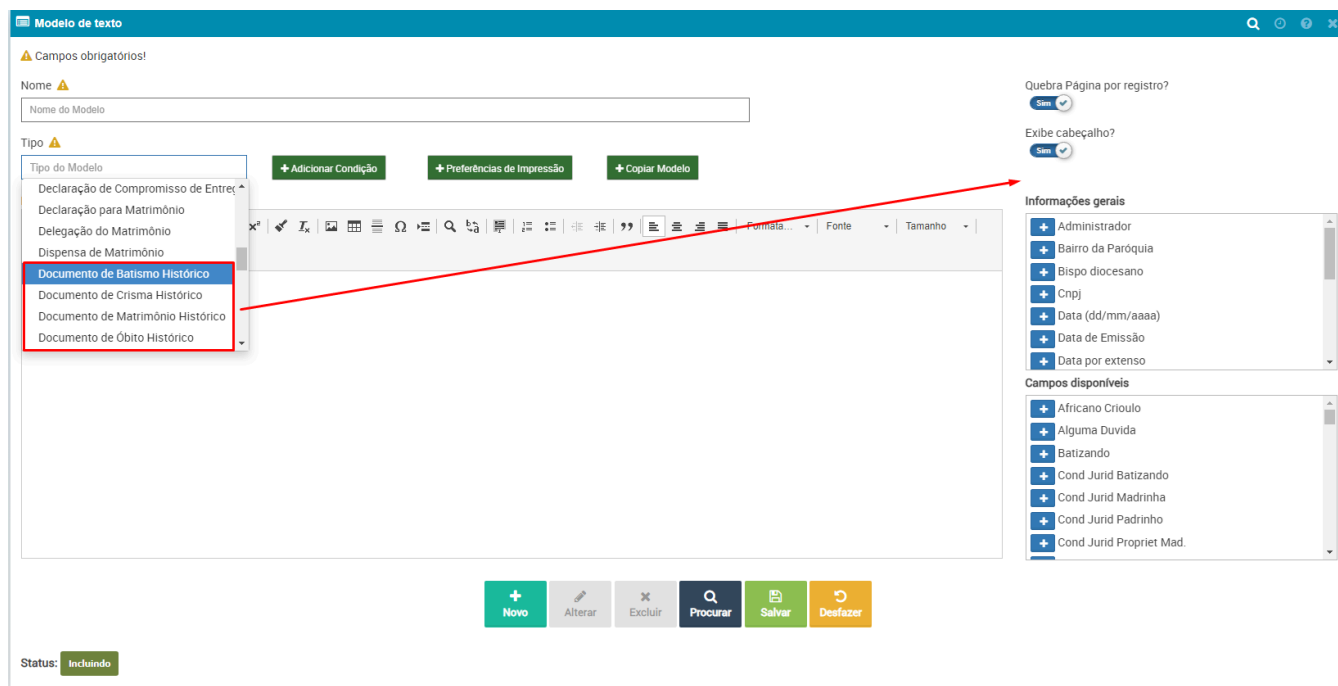 Modelo de texto
Campos obrigatórios!
Nome
Nome do Modelo
Tipo
Tipo do Modelo
Adicionar Condição
Preferências de Impressão
Copiar Modelo
Declaração de Compromisso de Entreg
Declaração para Matrimônio
Delegação do Matrimônio
Dispensa de Matrimônio
Documento de Batismo Histórico
Documento de Crisma Histórico
Documento de Matrimônio Histórico
Documento de Óbito Histórico
Formata...
Fonte
Tamanho
Quebra Página por registro?
Sim
Exibe cabeçalho?
Sim
Informações gerais
Administrador
Bairro da Paróquia
Bispo diocesano
Cnpj
Data (dd/mm/aaaa)
Data de Emissão
Data por extenso
Campos disponíveis
Africano Crioulo
Alguma Duvida
Batizando
Cond Jurid Batizando
Cond Jurid Madrinha
Cond Jurid Padrinho
Cond Jurid Propriet Mad.
Novo
Alterar
Excluir
Procurar
Salvar
Desfazer
Status: Incluindo